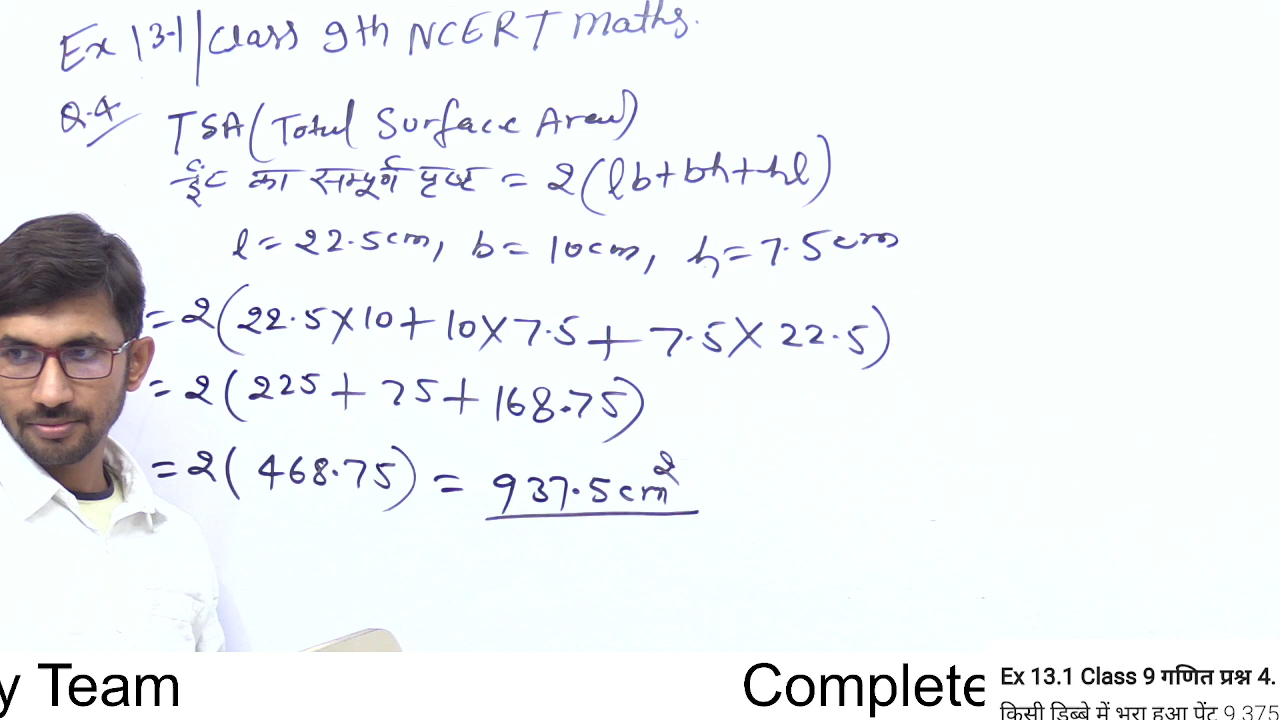 Ex 13.1 | Class 9th NCERT Maths.
Q.4 TSA (Total Surface Area)
ईंट का सम्पूर्ण पृष्ठ = 2(lb+bh+hl)
l = 22.5cm, b = 10cm, h = 7.5cm
= 2(22.5×10+10×7.5+7.5×22.5)
= 2(225+75+168.75)
= 2(468.75) = 937.5cm²
y Team Complete
Ex 13.1 Class 9 गणित प्रश्न 4.
किसी डिब्बे में भरा हुआ पेंट 9.375